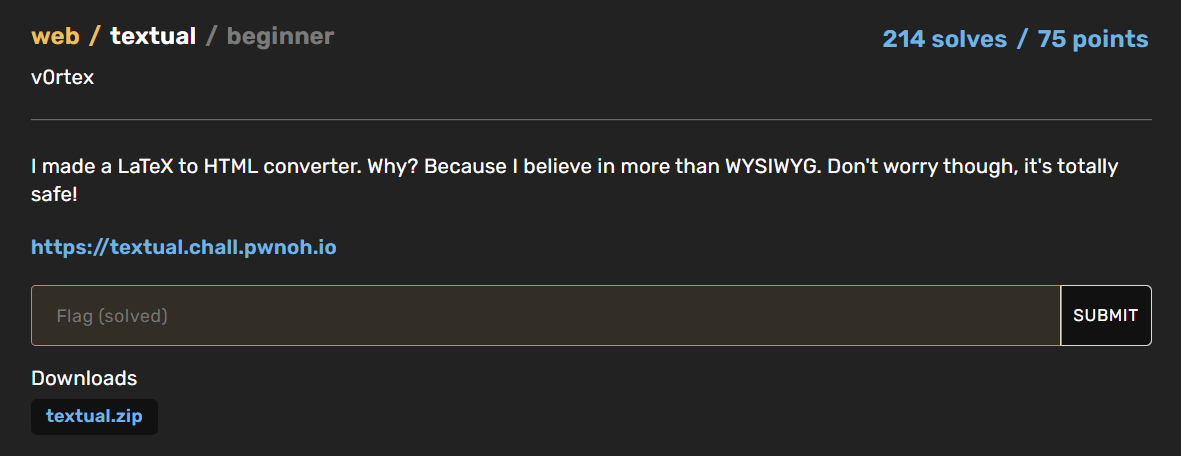 web / textual / beginner
214 solves / 75 points
v0rtex
I made a LaTeX to HTML converter. Why? Because I believe in more than WYSIWYG. Don't worry though, it's totally
safe!
https://textual.chall.pwnoh.io
Flag (solved)
SUBMIT
Downloads
textual.zip